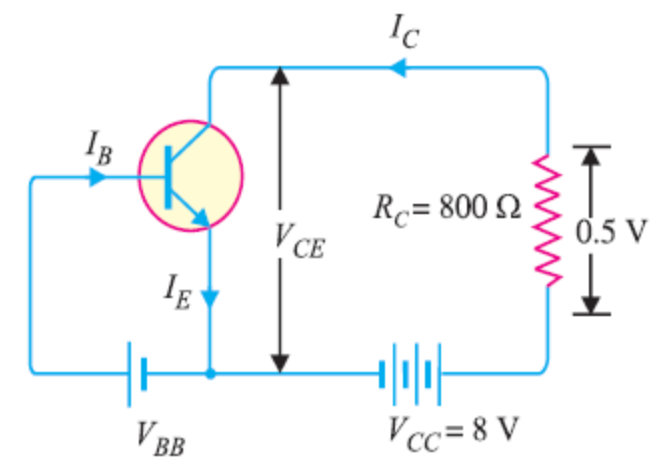 I_C
I_B
R_C = 800 Ω
0.5 V
V_CE
I_E
V_BB
V_CC = 8 V